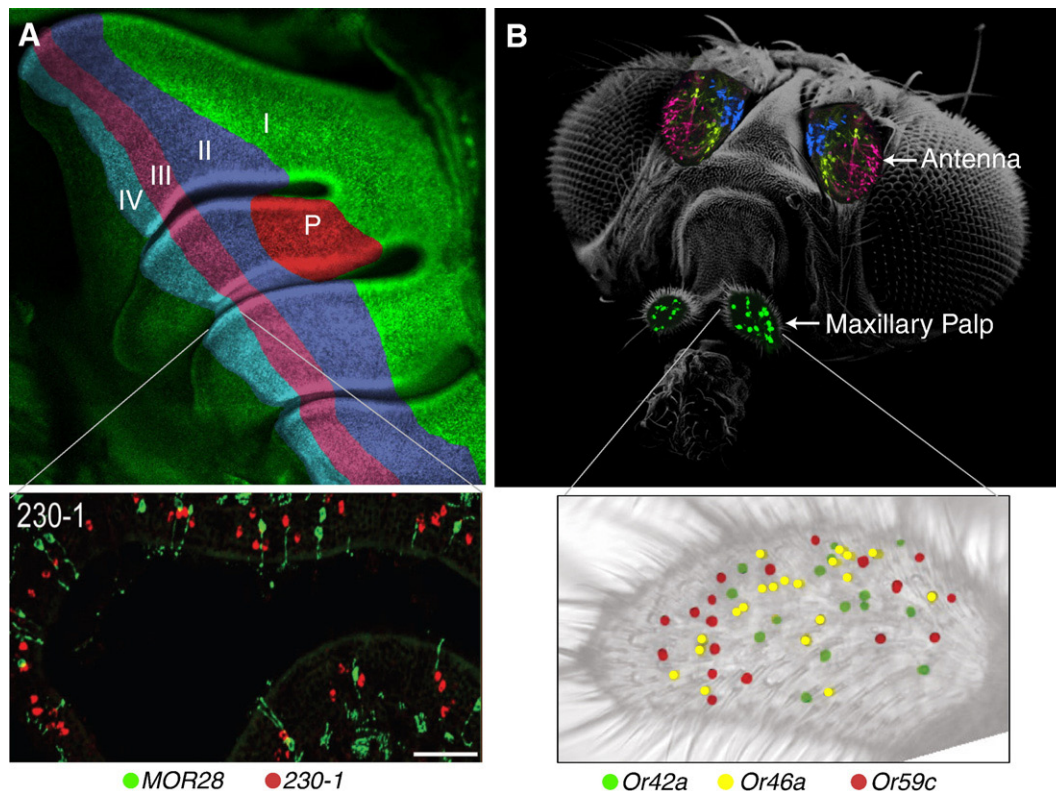 A
I
II
III
IV
P
230-1
MOR28
230-1
B
Antenna
Maxillary Palp
Or42a
Or46a
Or59c